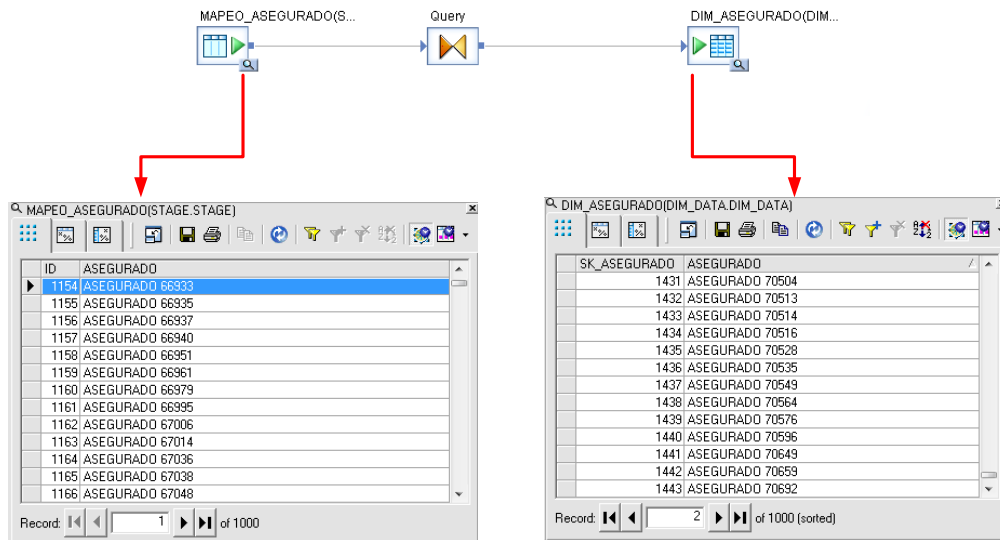 MAPEO_ASEGURADO(S...
Query
DIM_ASEGURADO(DIM...
MAPEO_ASEGURADO(STAGE.STAGE)
ID ASEGURADO
1154 ASEGURADO 66933
1155 ASEGURADO 66935
1156 ASEGURADO 66937
1157 ASEGURADO 66940
1158 ASEGURADO 66951
1159 ASEGURADO 66961
1160 ASEGURADO 66979
1161 ASEGURADO 66995
1162 ASEGURADO 67006
1163 ASEGURADO 67014
1164 ASEGURADO 67036
1165 ASEGURADO 67038
1166 ASEGURADO 67048
Record: 1 of 1000
DIM_ASEGURADO(DIM_DATA.DIM_DATA)
SK_ASEGURADO ASEGURADO
1431 ASEGURADO 70504
1432 ASEGURADO 70513
1433 ASEGURADO 70514
1434 ASEGURADO 70516
1435 ASEGURADO 70528
1436 ASEGURADO 70535
1437 ASEGURADO 70549
1438 ASEGURADO 70564
1439 ASEGURADO 70576
1440 ASEGURADO 70596
1441 ASEGURADO 70649
1442 ASEGURADO 70659
1443 ASEGURADO 70692
Record: 2 of 1000 (sorted)